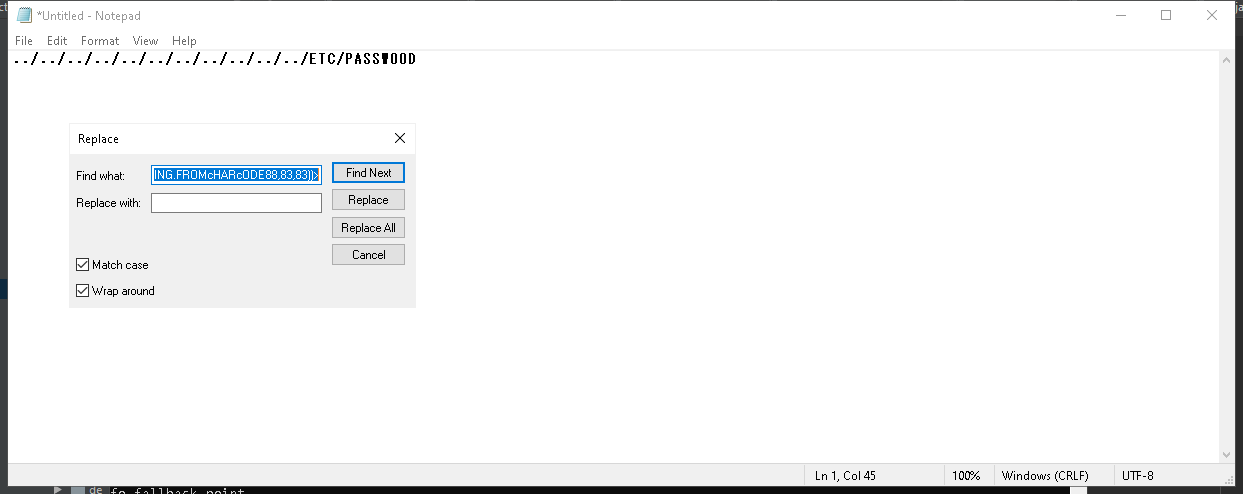 *Untitled - Notepad
File Edit Format View Help
../../../../../../../../../../../ETC/PASSWOOD
Replace
Find what: ING.FROMcHARcODE88,83,83))> Find Next
Replace with: Replace
Replace All
Cancel
Match case
Wrap around
Ln 1, Col 45 100% Windows (CRLF) UTF-8
de fo fallback point